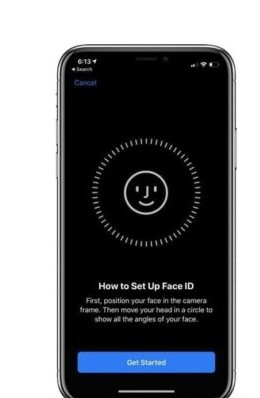 6:13
◀ Search
Cancel
How to Set Up Face ID
First, position your face in the camera
frame. Then move your head in a circle to
show all the angles of your face.
Get Started